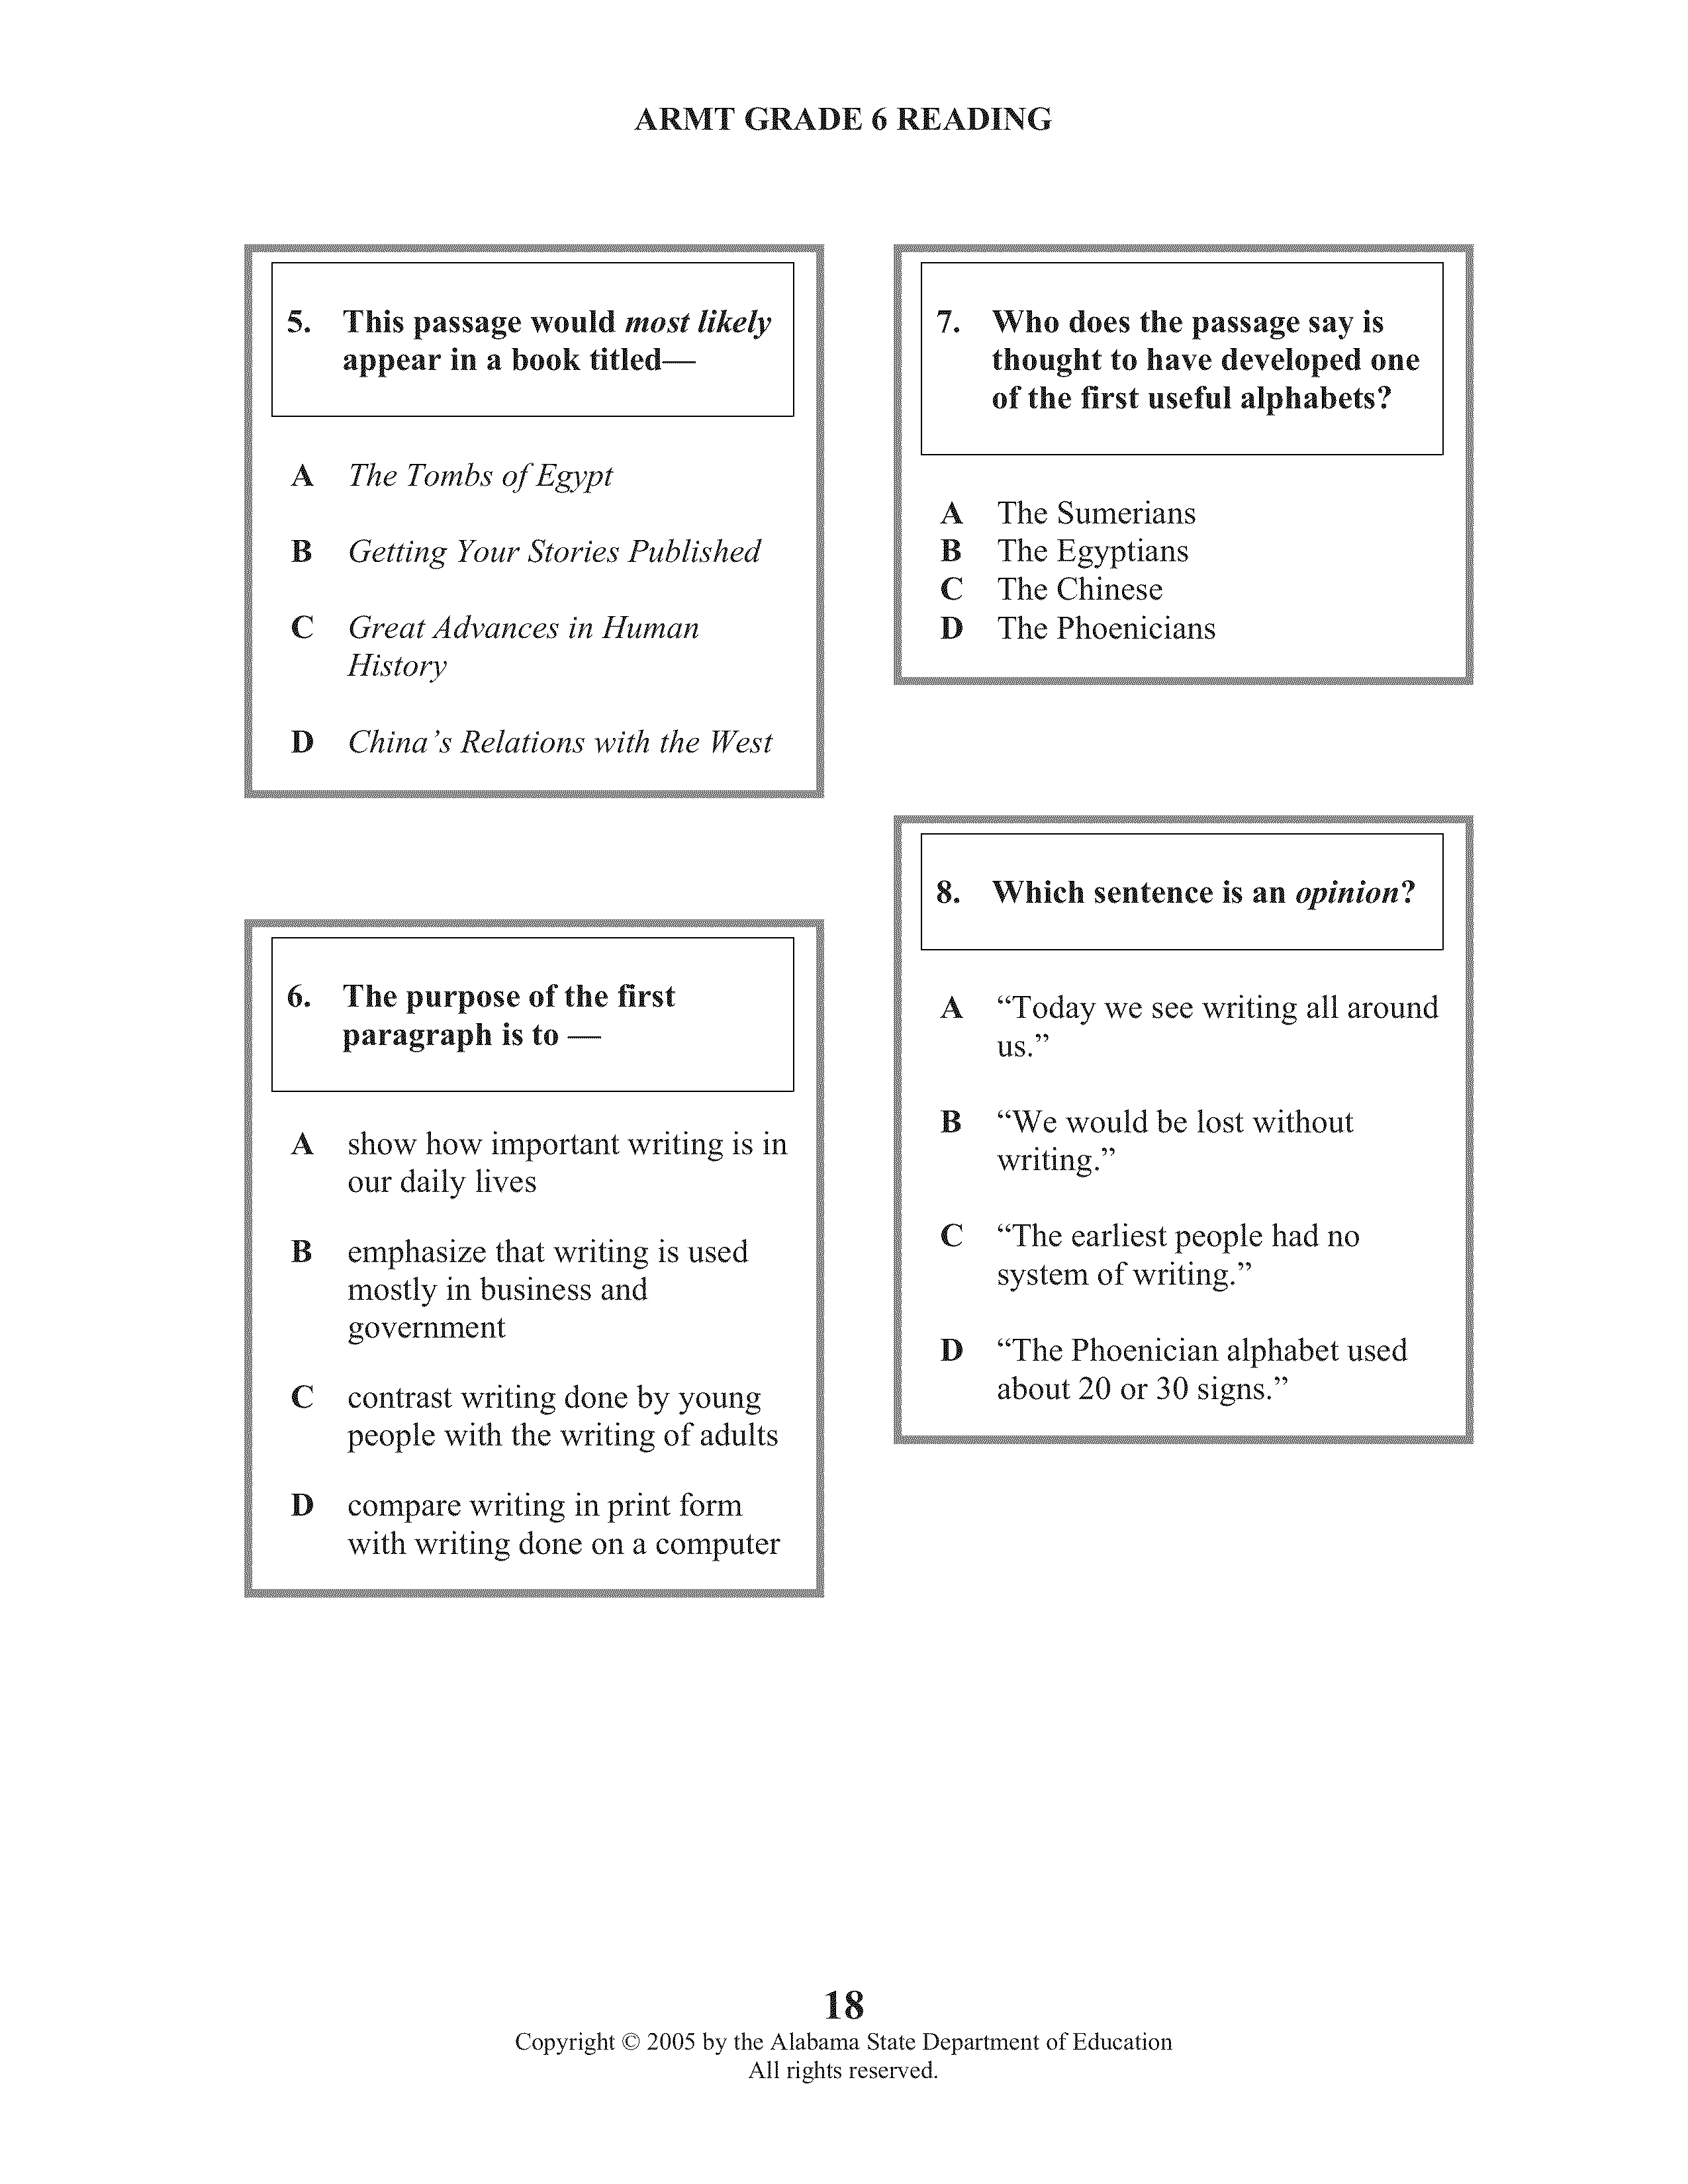 ARMT GRADE 6 READING
5. This passage would most likely
appear in a book titled—
A The Tombs of Egypt
B Getting Your Stories Published
C Great Advances in Human
History
D China's Relations with the West
6. The purpose of the first
paragraph is to —
A show how important writing is in
our daily lives
B emphasize that writing is used
mostly in business and
government
C contrast writing done by young
people with the writing of adults
D compare writing in print form
with writing done on a computer
7. Who does the passage say is
thought to have developed one
of the first useful alphabets?
A The Sumerians
B The Egyptians
C The Chinese
D The Phoenicians
8. Which sentence is an opinion?
A “Today we see writing all around
us.”
B “We would be lost without
writing.”
C “The earliest people had no
system of writing.”
D “The Phoenician alphabet used
about 20 or 30 signs.”
18
Copyright © 2005 by the Alabama State Department of Education
All rights reserved.